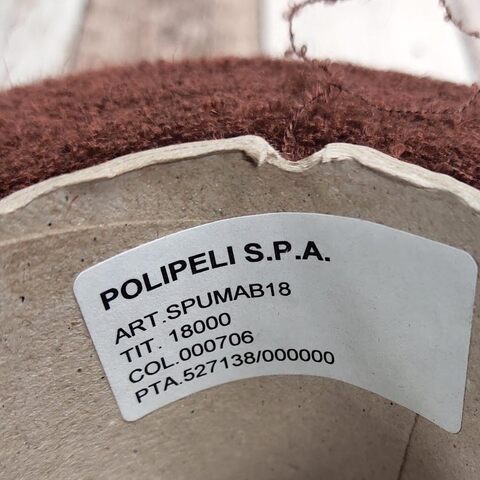 POLIPELI S.P.A.
ART.SPUMAB18
TIT. 18000
COL.000706
PTA.527138/000000